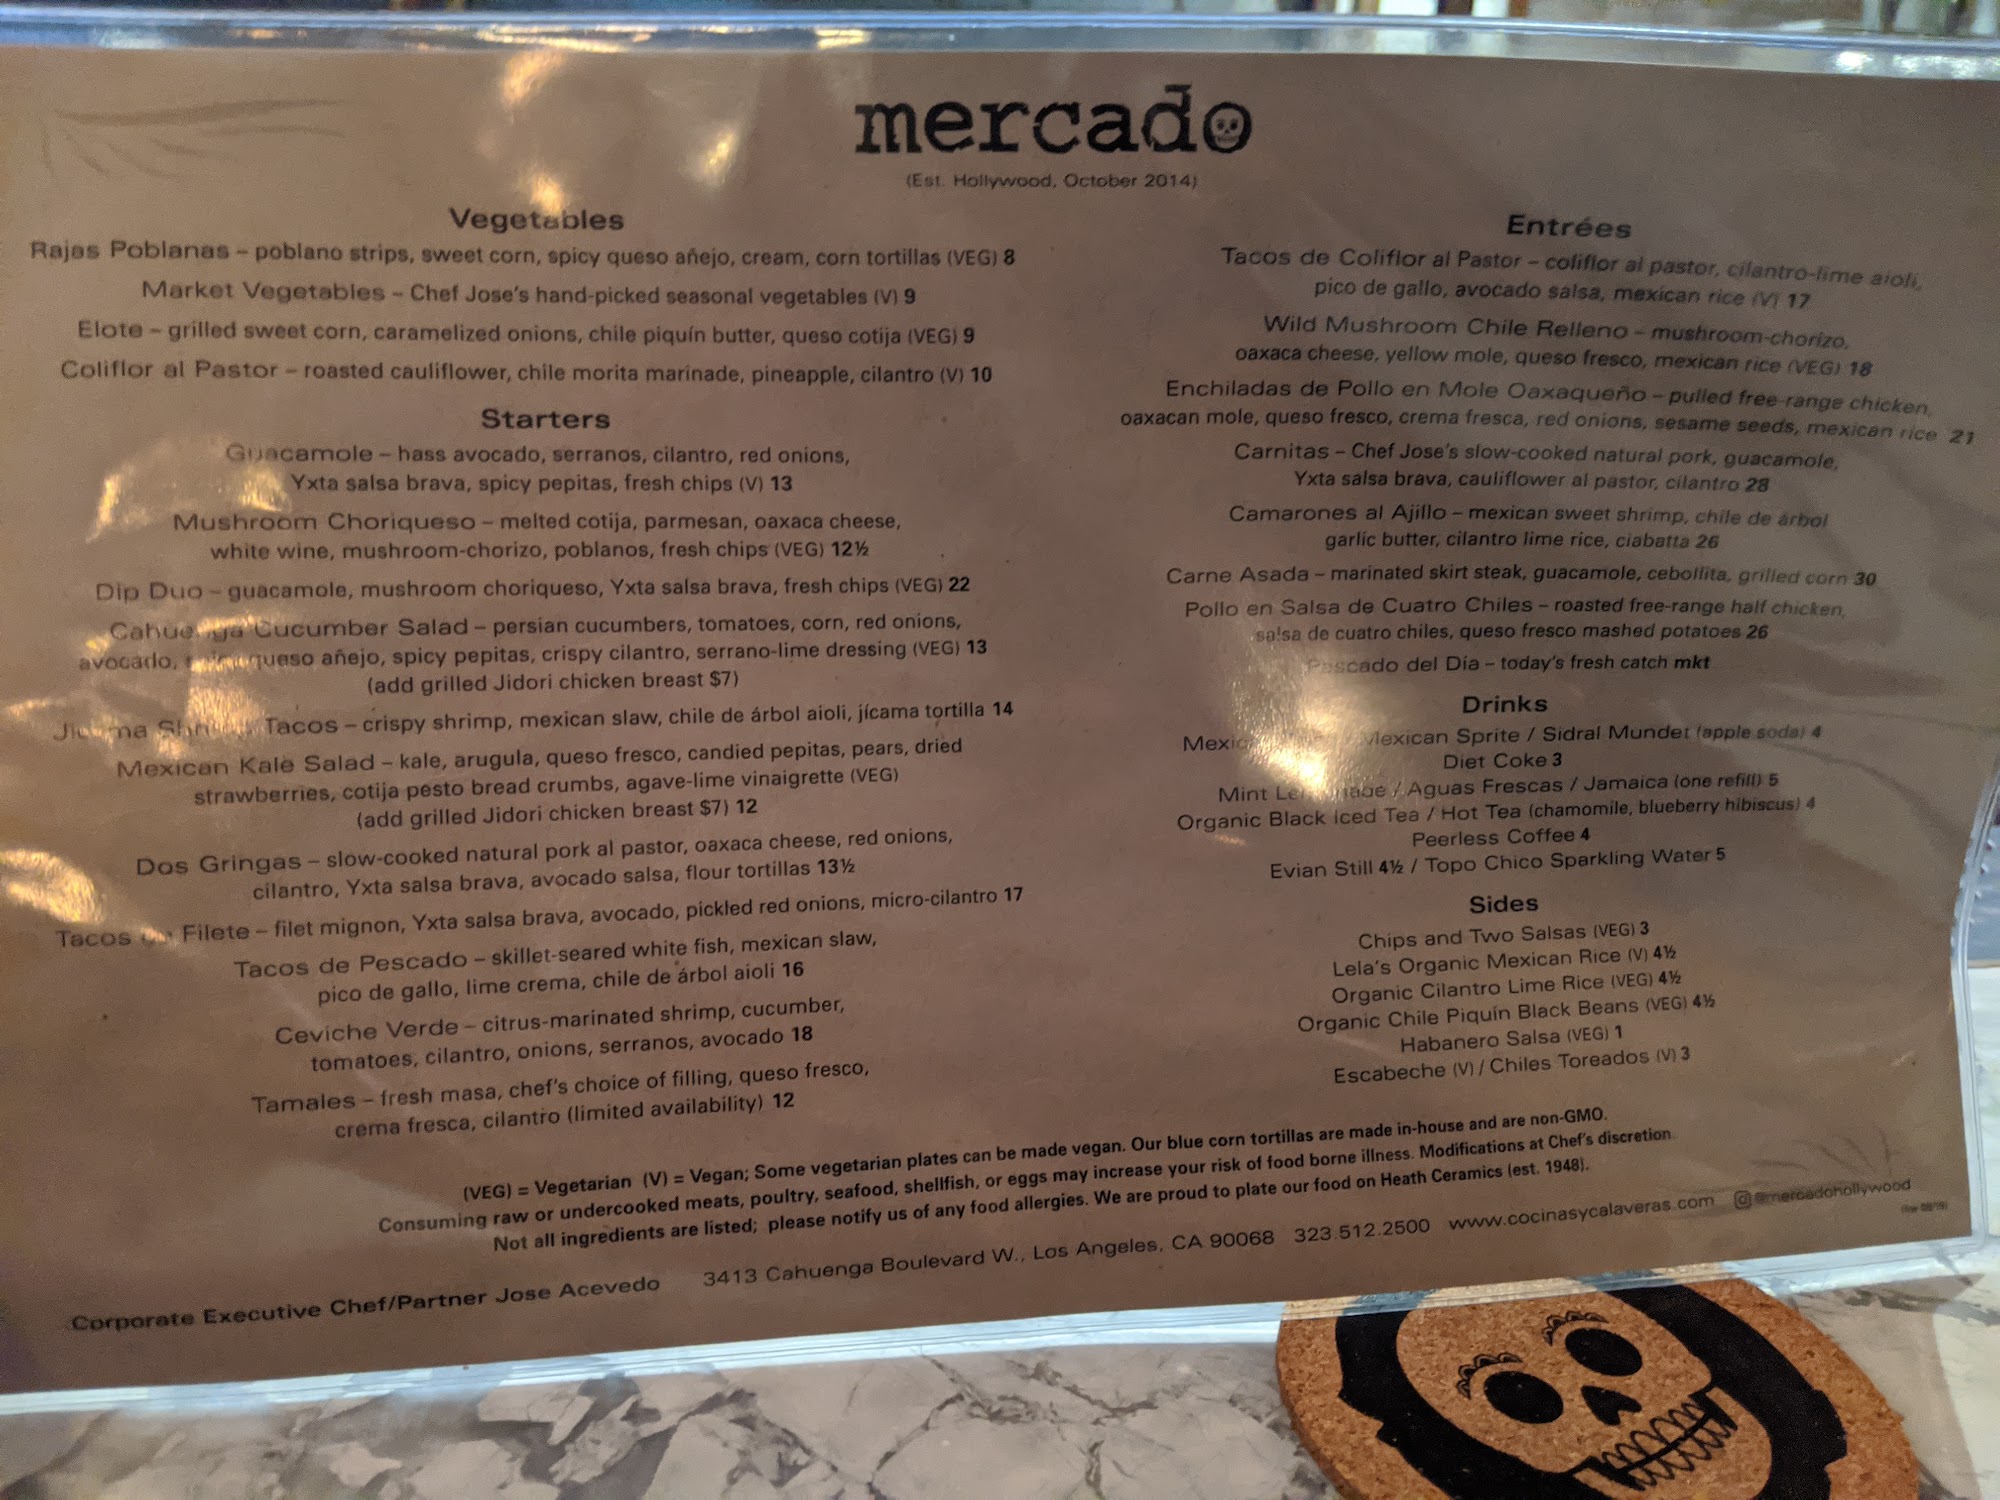 mercado
(Est. Hollywood, October 2014)
Vegetables
Rajas Poblanas – poblano strips, sweet corn, spicy queso añejo, cream, corn tortillas (VEG) 8
Market Vegetables – Chef Jose's hand-picked seasonal vegetables (V) 9
Elote – grilled sweet corn, caramelized onions, chile piquín butter, queso cotija (VEG) 9
Coliflor al Pastor – roasted cauliflower, chile morita marinade, pineapple, cilantro (V) 10
Starters
Guacamole – hass avocado, serranos, cilantro, red onions,
Yxta salsa brava, spicy pepitas, fresh chips (V) 13
Mushroom Choriqueso – melted cotija, parmesan, oaxaca cheese,
white wine, mushroom-chorizo, poblanos, fresh chips (VEG) 12½
Dip Duo – guacamole, mushroom choriqueso, Yxta salsa brava, fresh chips (VEG) 22
Cahuenga Cucumber Salad – persian cucumbers, tomatoes, corn, red onions,
avocado, queso añejo, spicy pepitas, crispy cilantro, serrano-lime dressing (VEG) 13
(add grilled Jidori chicken breast $7)
Jicama Shrimp Tacos – crispy shrimp, mexican slaw, chile de árbol aioli, jícama tortilla 14
Mexican Kale Salad – kale, arugula, queso fresco, candied pepitas, pears, dried
strawberries, cotija pesto bread crumbs, agave-lime vinaigrette (VEG)
(add grilled Jidori chicken breast $7) 12
Dos Gringas – slow-cooked natural pork al pastor, oaxaca cheese, red onions,
cilantro, Yxta salsa brava, avocado salsa, flour tortillas 13½
Tacos de Filete – filet mignon, Yxta salsa brava, avocado, pickled red onions, micro-cilantro 17
Tacos de Pescado – skillet-seared white fish, mexican slaw,
pico de gallo, lime crema, chile de árbol aioli 16
Ceviche Verde – citrus-marinated shrimp, cucumber,
tomatoes, cilantro, onions, serranos, avocado 18
Tamales – fresh masa, chef's choice of filling, queso fresco,
crema fresca, cilantro (limited availability) 12
Entrées
Tacos de Coliflor al Pastor – coliflor al pastor, cilantro-lime aioli,
pico de gallo, avocado salsa, mexican rice (V) 17
Wild Mushroom Chile Relleno – mushroom-chorizo,
oaxaca cheese, yellow mole, queso fresco, mexican rice (VEG) 18
Enchiladas de Pollo en Mole Oaxaqueño – pulled free-range chicken,
oaxacan mole, queso fresco, crema fresca, red onions, sesame seeds, mexican rice 21
Carnitas – Chef Jose's slow-cooked natural pork, guacamole,
Yxta salsa brava, cauliflower al pastor, cilantro 28
Camarones al Ajillo – mexican sweet shrimp, chile de árbol
garlic butter, cilantro lime rice, ciabatta 26
Carne Asada – marinated skirt steak, guacamole, cebollita, grilled corn 30
Pollo en Salsa de Cuatro Chiles – roasted free-range half chicken,
salsa de cuatro chiles, queso fresco mashed potatoes 26
Pescado del Día – today's fresh catch mkt
Drinks
/ Mexican Sprite / Sidral Mundet (apple soda) 4
Diet Coke 3
Mint Lemonade / Aguas Frescas / Jamaica (one refill) 5
Organic Black Iced Tea / Hot Tea (chamomile, blueberry hibiscus) 4
Peerless Coffee 4
Evian Still 4½ / Topo Chico Sparkling Water 5
Sides
Chips and Two Salsas (VEG) 3
Lela's Organic Mexican Rice (V) 4½
Organic Cilantro Lime Rice (VEG) 4½
Organic Chile Piquín Black Beans (VEG) 4½
Habanero Salsa (VEG) 1
Escabeche (V) / Chiles Toreados (V) 3
(VEG) = Vegetarian (V) = Vegan; Some vegetarian plates can be made vegan. Our blue corn tortillas are made in-house and are non-GMO.
Consuming raw or undercooked meats, poultry, seafood, shellfish, or eggs may increase your risk of food borne illness. Modifications at Chef's discretion.
Not all ingredients are listed; please notify us of any food allergies. We are proud to plate our food on Heath Ceramics (est. 1948).
Corporate Executive Chef/Partner Jose Acevedo 3413 Cahuenga Boulevard W., Los Angeles, CA 90068 323.512.2500 www.cocinasycalaveras.com @mercadohollywood